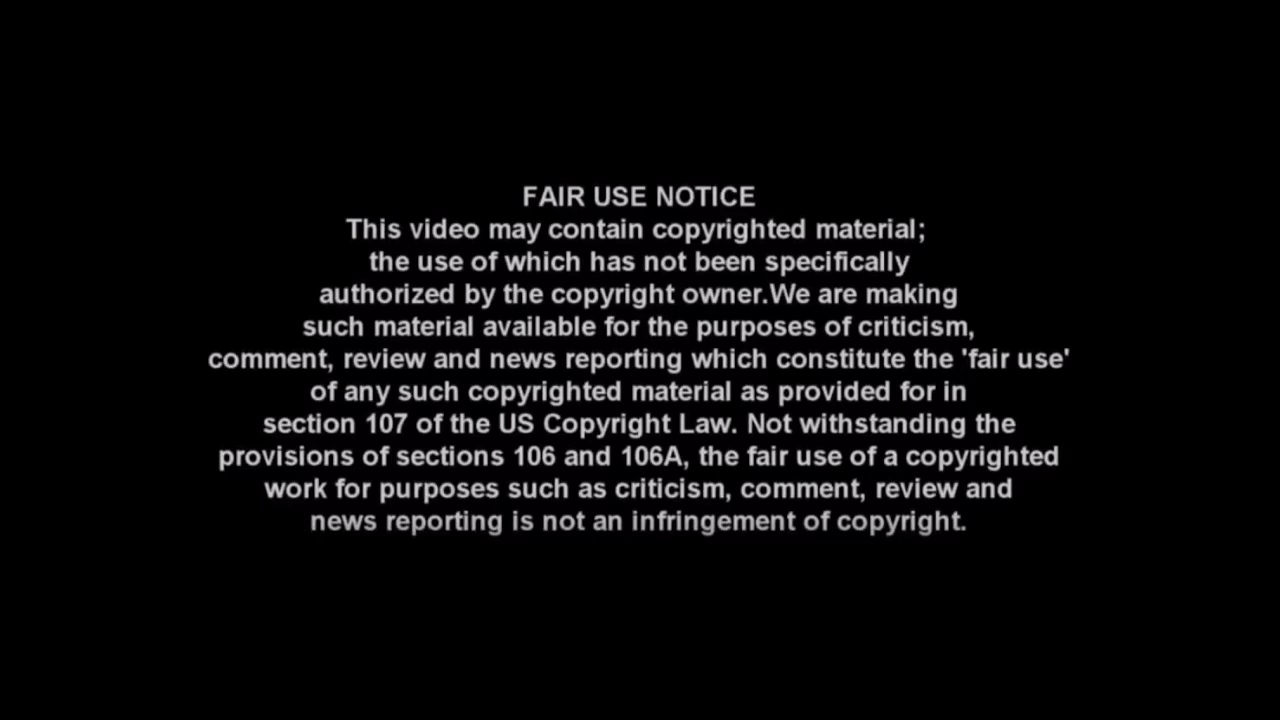 FAIR USE NOTICE
This video may contain copyrighted material;
the use of which has not been specifically
authorized by the copyright owner.We are making
such material available for the purposes of criticism,
comment, review and news reporting which constitute the 'fair use'
of any such copyrighted material as provided for in
section 107 of the US Copyright Law. Not withstanding the
provisions of sections 106 and 106A, the fair use of a copyrighted
work for purposes such as criticism, comment, review and
news reporting is not an infringement of copyright.